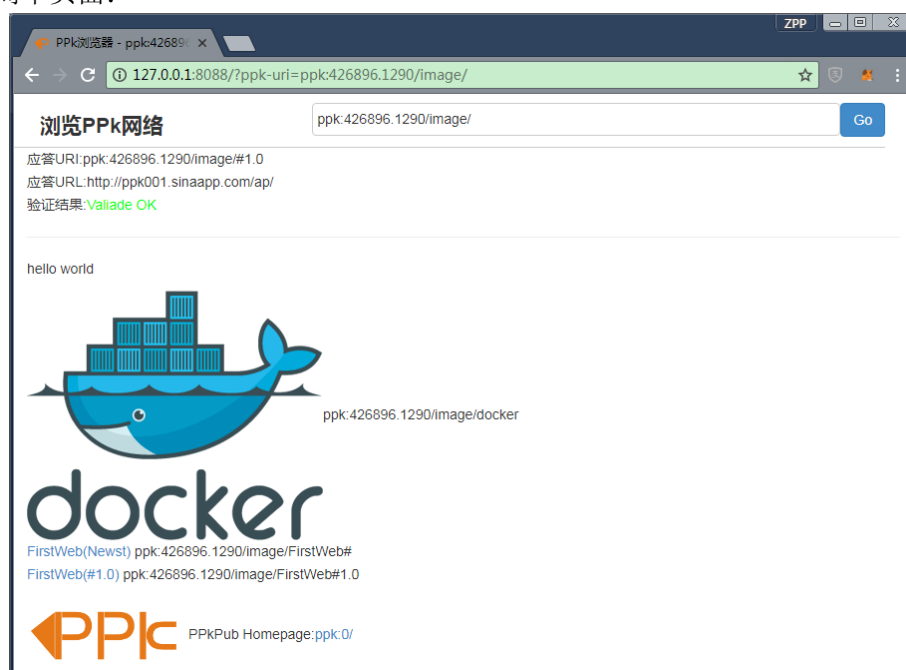 ZPP
PPk浏览器 - ppk:42689
127.0.0.1:8088/?ppk-uri=ppk:426896.1290/image/
浏览PPk网络 ppk:426896.1290/image/ Go
应答URI:ppk:426896.1290/image/#1.0
应答URL:http://ppk001.sinaapp.com/ap/
验证结果:Valiade OK
hello world
ppk:426896.1290/image/docker
docker
FirstWeb(Newst) ppk:426896.1290/image/FirstWeb#
FirstWeb(#1.0) ppk:426896.1290/image/FirstWeb#1.0
PPk PPkPub Homepage:ppk:0/